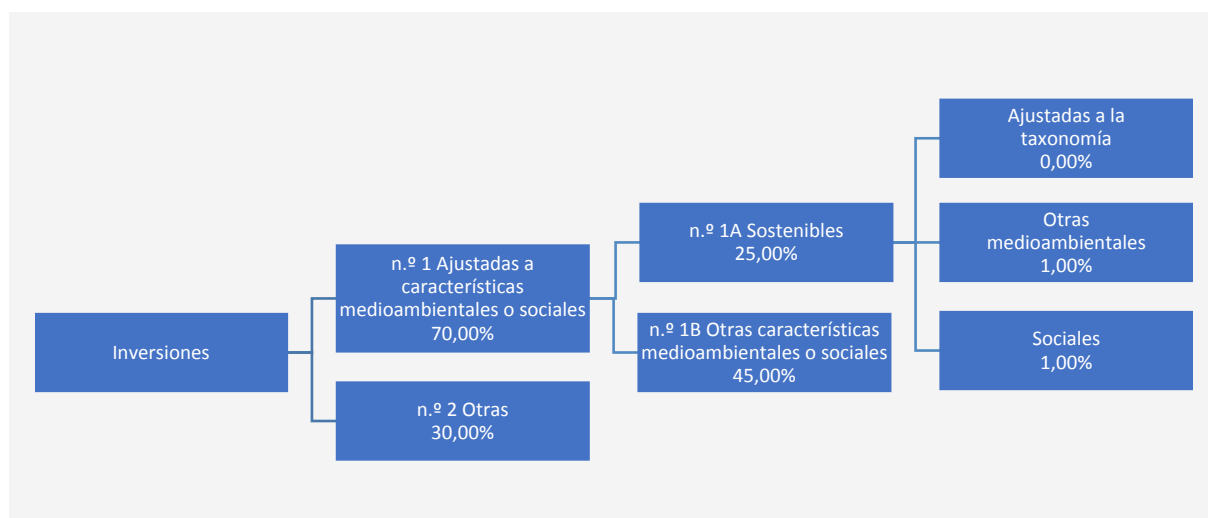 Inversiones
n.º 1 Ajustadas a
características
medioambientales o sociales
70,00%
n.º 2 Otras
30,00%
n.º 1A Sostenibles
25,00%
n.º 1B Otras características
medioambientales o sociales
45,00%
Ajustadas a la
taxonomía
0,00%
Otras
medioambientales
1,00%
Sociales
1,00%